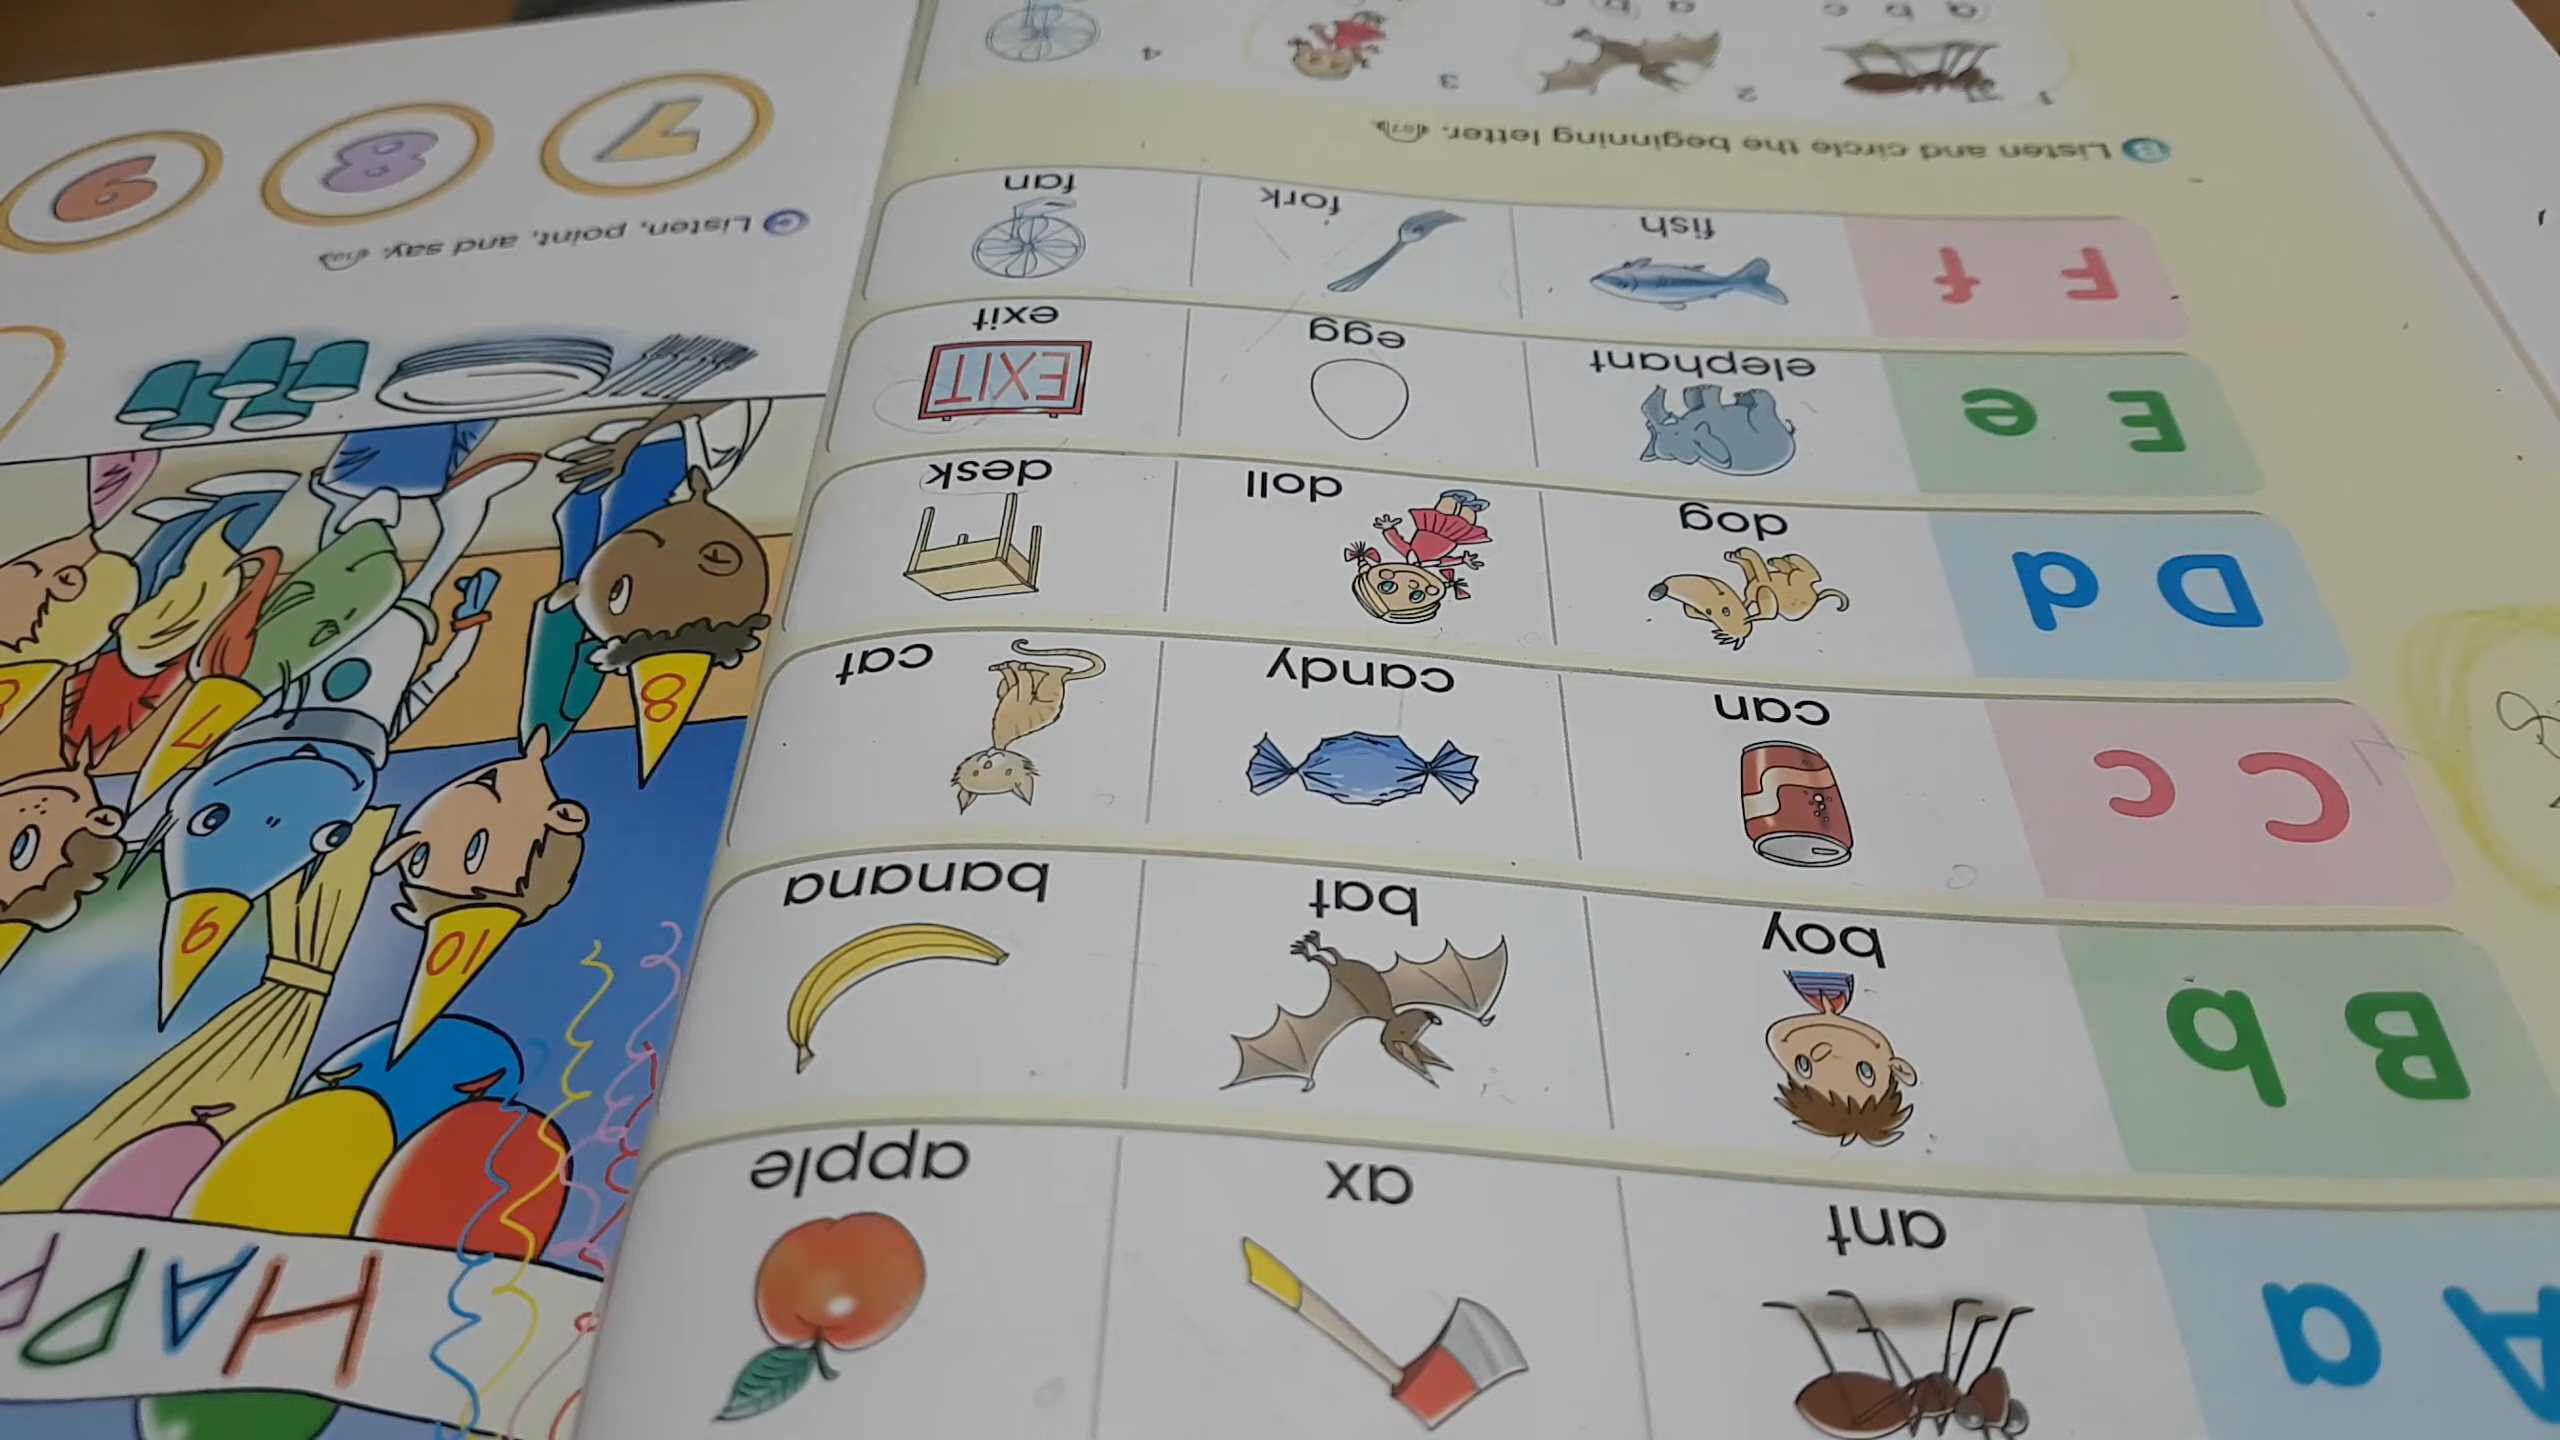 A a
ant
ax
apple
B b
boy
bat
banana
C c
can
candy
cat
D d
dog
doll
desk
E e
elephant
egg
EXIT
exit
F f
fish
fork
fan
B Listen and circle the beginning letter.
1
2
3
4
a b c
HAPP
10
9
8
7
Listen, point, and say.
7 8 9